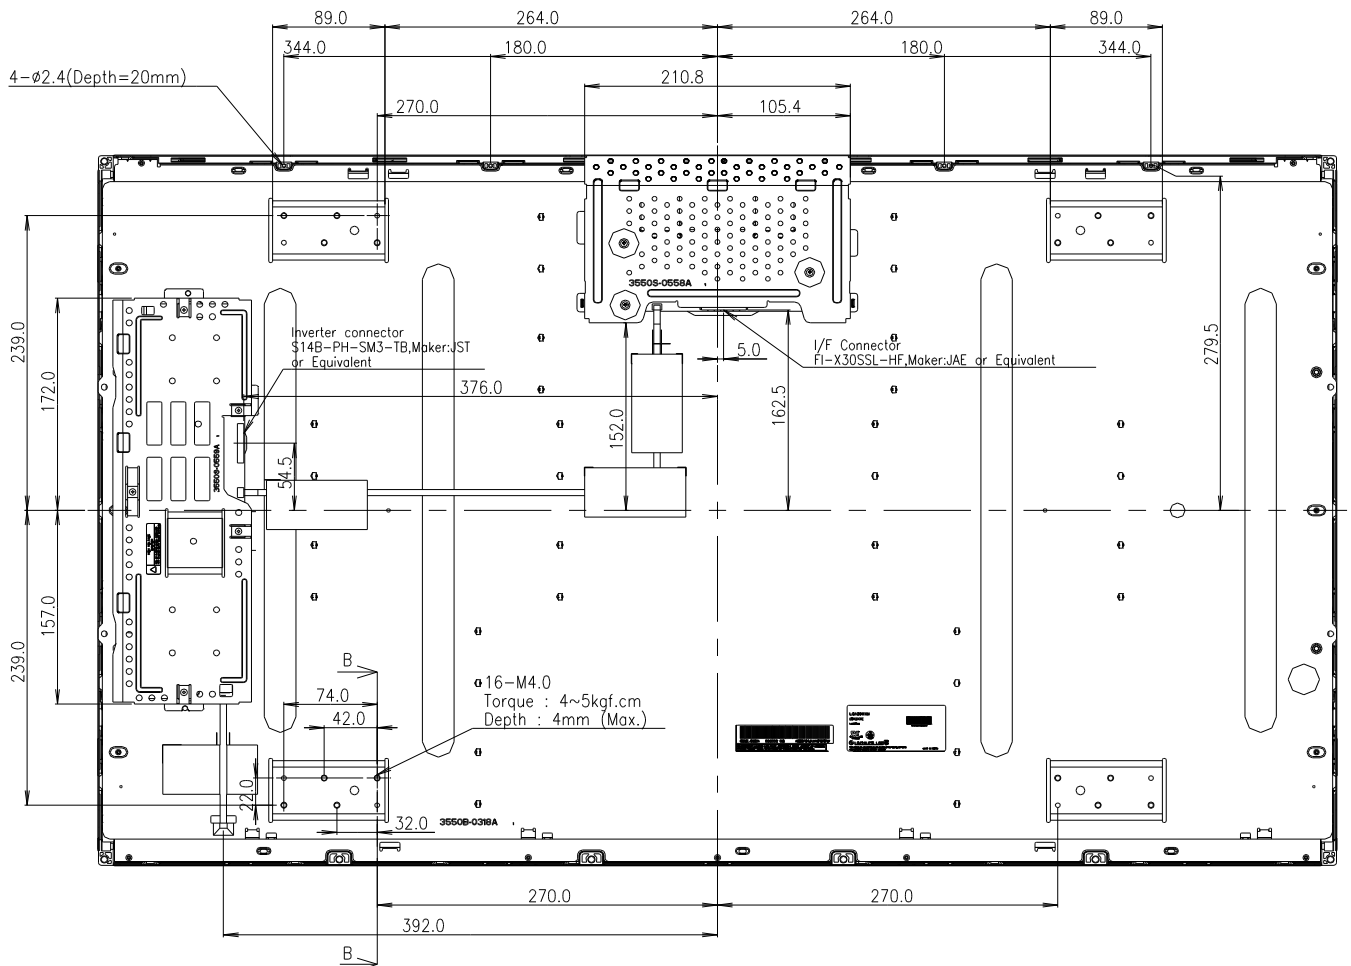 89.0
264.0
264.0
89.0
344.0
180.0
180.0
344.0
4-ø2.4(Depth=20mm)
210.8
270.0
105.4
3550S-0558A
239.0
172.0
Inverter connector
S14B-PH-SM3-TB,Maker:JST
or Equivalent
5.0
I/F Connector
FI-X30SSL-HF,Maker:JAE or Equivalent
279.5
376.0
152.0
162.5
54.5
3550S-0559A
239.0
157.0
B
74.0
42.0
16-M4.0
Torque : 4~5kgf.cm
Depth : 4mm (Max.)
22.0
32.0
3550B-0318A
270.0
270.0
392.0
B